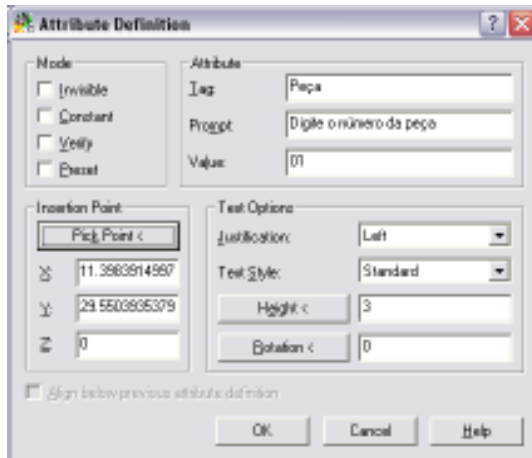 Attribute Definition
Mode
Invisible
Constant
Verify
Preset
Attribute
Tag: Peça
Prompt: Digite o número da peça
Value: 01
Insertion Point
Pick Point <
X: 11.3983914997
Y: 29.5503935379
Z: 0
Text Options
Justification: Left
Text Style: Standard
Height < 3
Rotation < 0
Align below previous attribute definition
OK Cancel Help